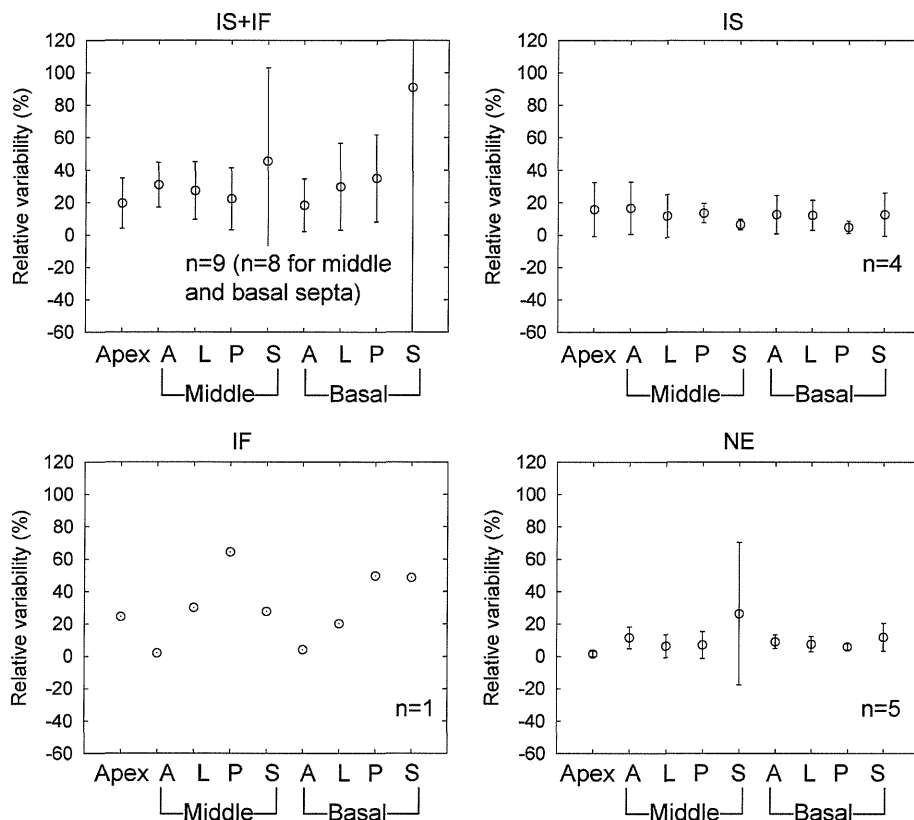 IS+IF
Relative variability (%)
120
100
80
60
40
20
0
-20
-40
-60
n=9 (n=8 for middle
and basal septa)
Apex A L P S A L P S
Middle Basal
IS
Relative variability (%)
120
100
80
60
40
20
0
-20
-40
-60
n=4
Apex A L P S A L P S
Middle Basal
IF
Relative variability (%)
120
100
80
60
40
20
0
-20
-40
-60
n=1
Apex A L P S A L P S
Middle Basal
NE
Relative variability (%)
120
100
80
60
40
20
0
-20
-40
-60
n=5
Apex A L P S A L P S
Middle Basal